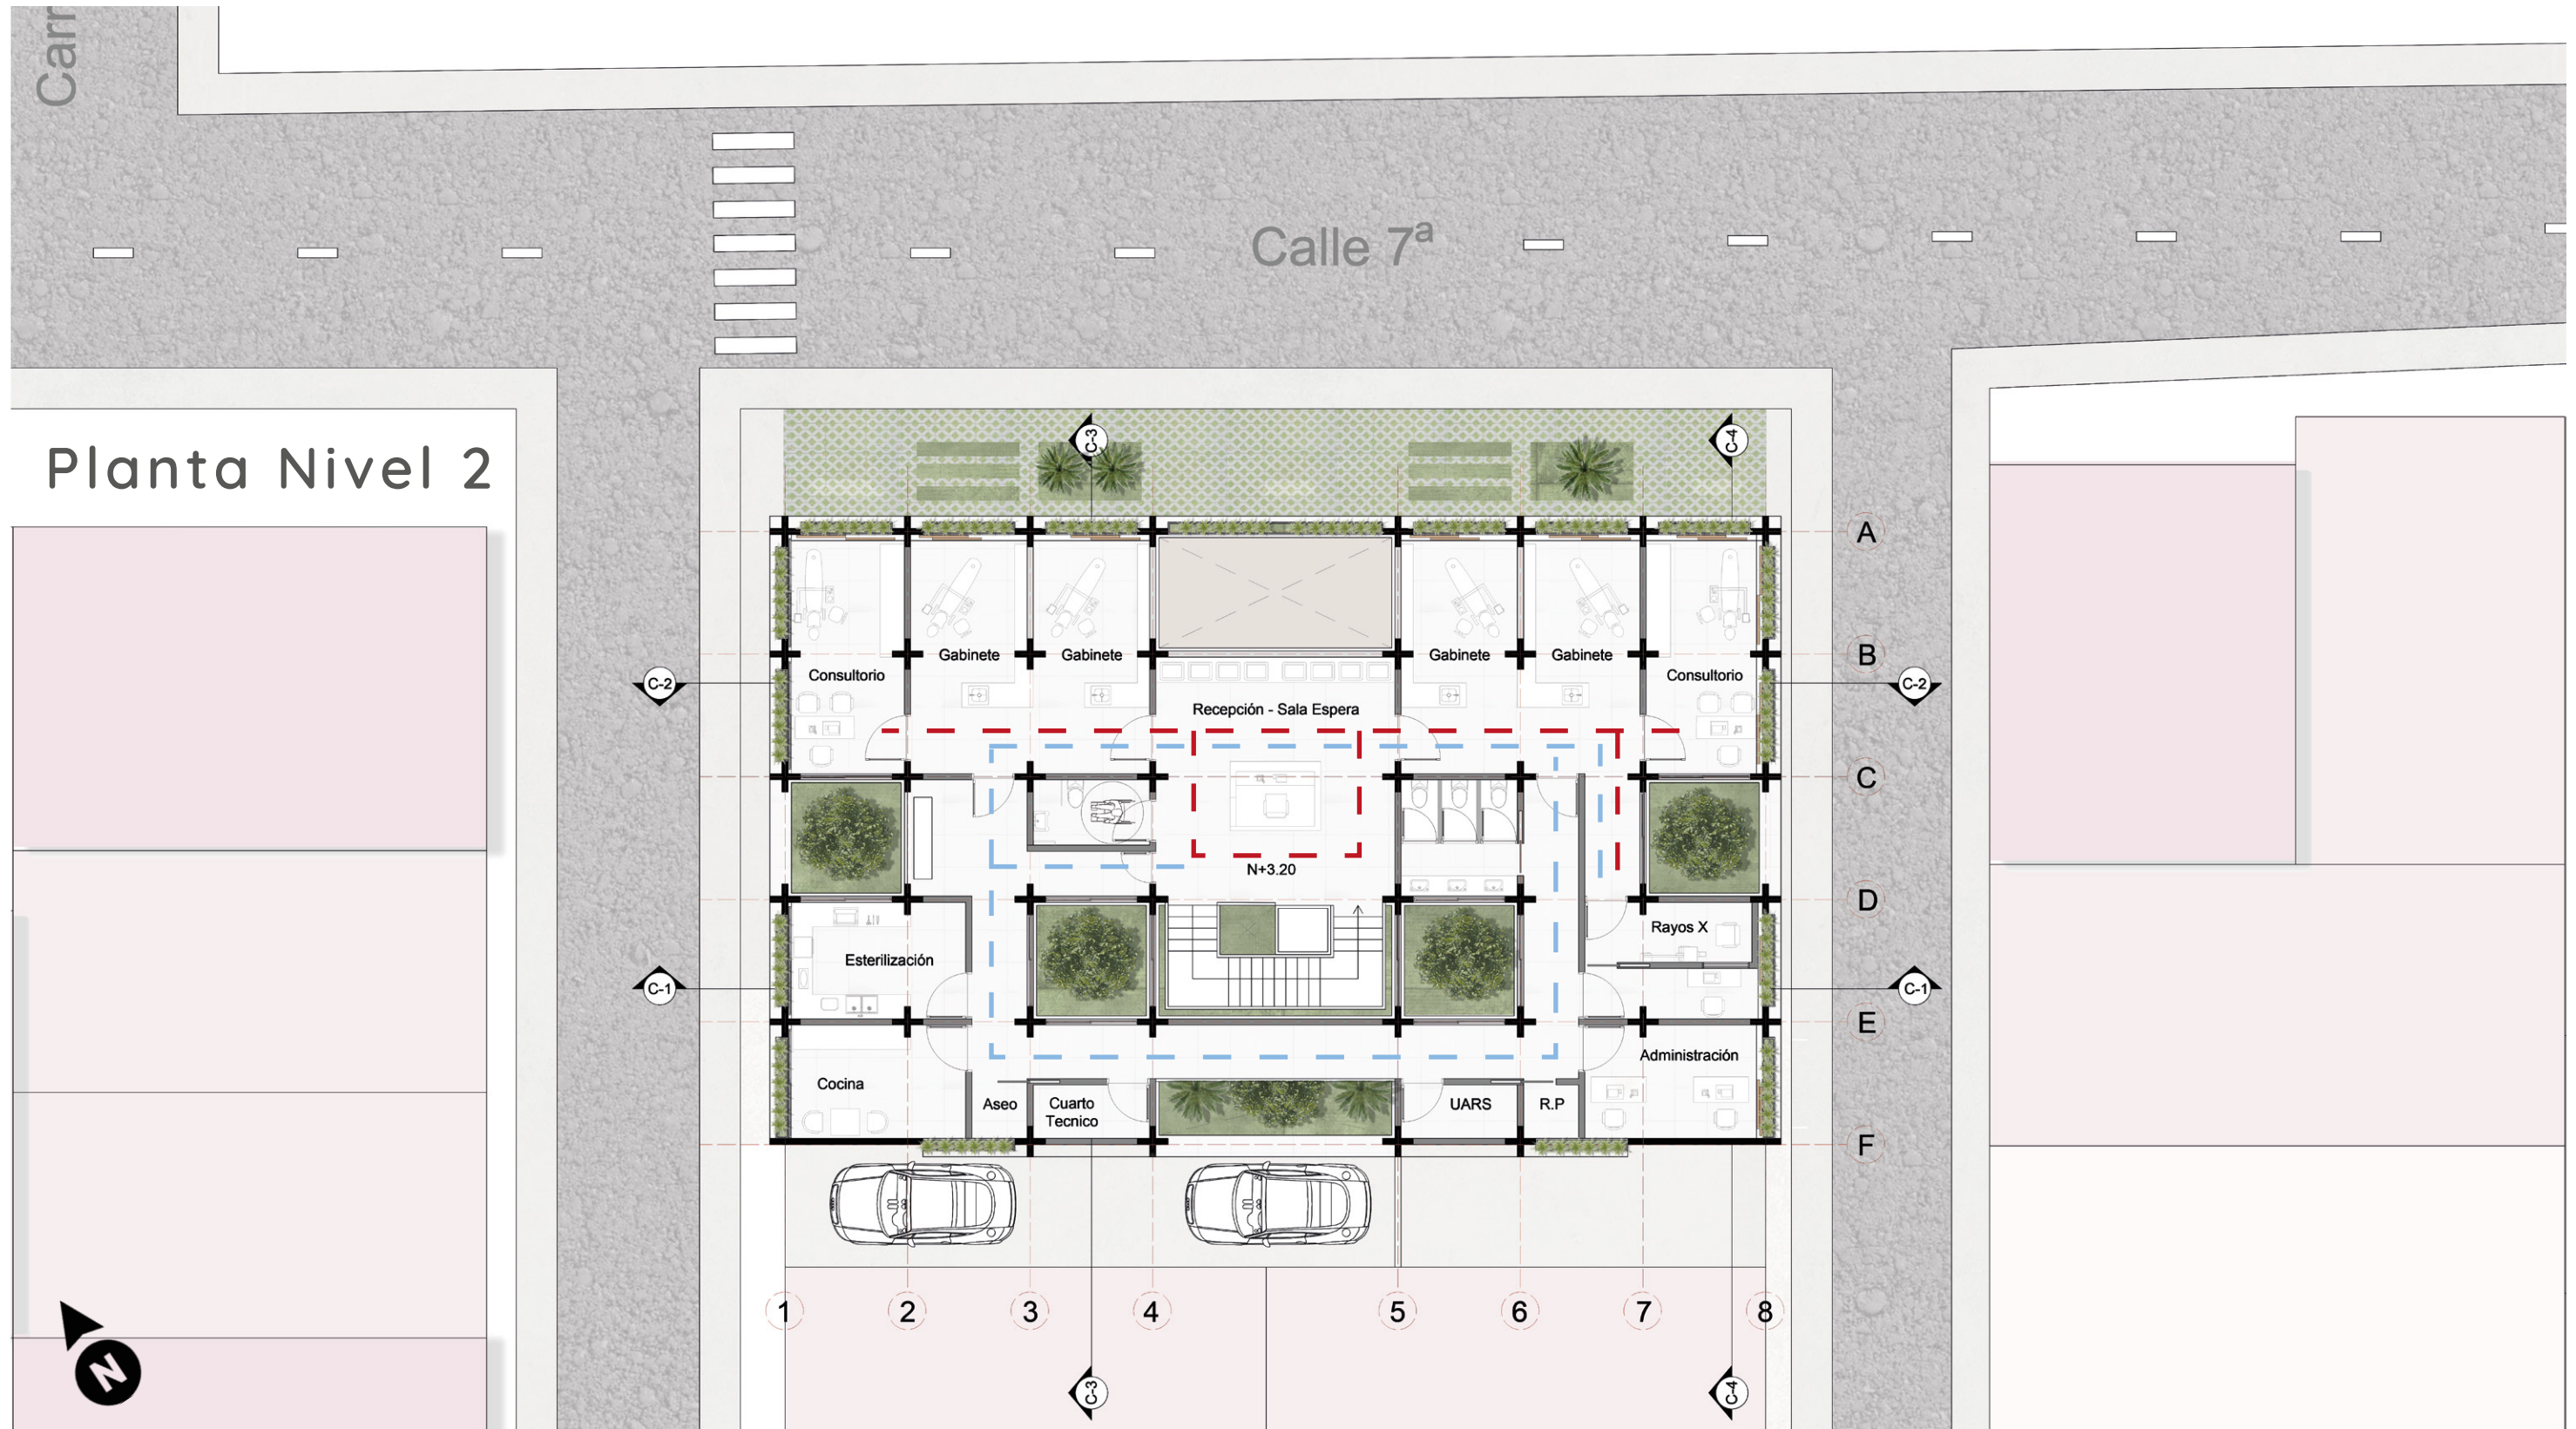 Carr
Calle 7ª
Planta Nivel 2
C-3
C-4
A
Gabinete
Gabinete
Gabinete
Gabinete
B
Consultorio
Consultorio
C-2
C-2
Recepción - Sala Espera
C
N+3.20
D
Rayos X
Esterilización
C-1
C-1
E
Administración
Cocina
Aseo
Cuarto
Tecnico
UARS
R.P
F
1
2
3
4
5
6
7
8
N
C-3
C-4